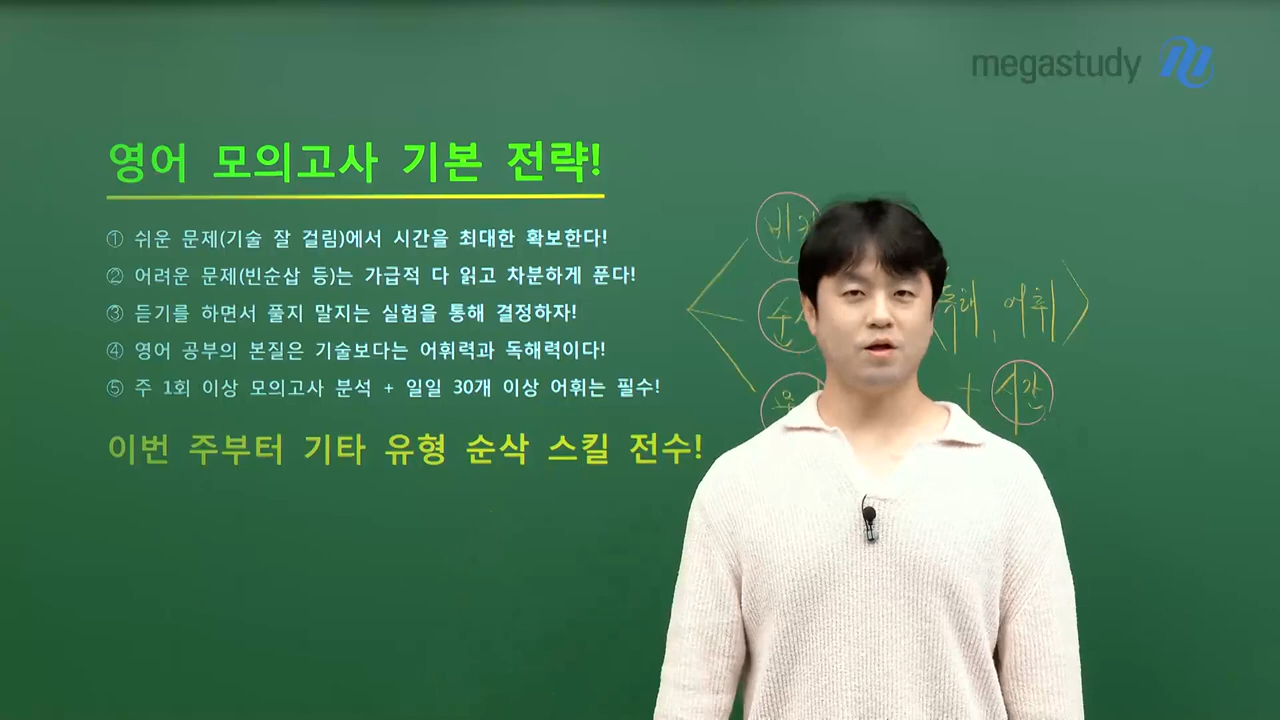 megastudy
영어 모의고사 기본 전략!
① 쉬운 문제(기술 잘 걸림)에서 시간을 최대한 확보한다!
② 어려운 문제(빈순삽 등)는 가급적 다 읽고 차분하게 푼다!
③ 듣기를 하면서 풀지 말지는 실험을 통해 결정하자!
④ 영어 공부의 본질은 기술보다는 어휘력과 독해력이다!
⑤ 주 1회 이상 모의고사 분석 + 일일 30개 이상 어휘는 필수!
이번 주부터 기타 유형 순삭 스킬 전수!
어휘
+ 시간